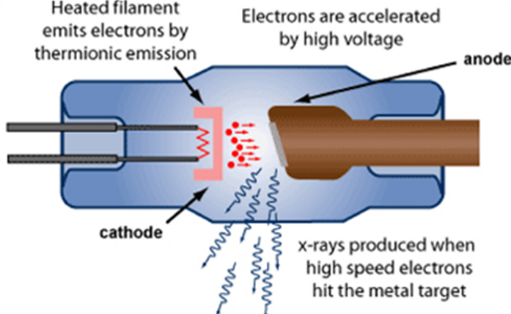 Heated filament
emits electrons by
thermionic emission
Electrons are accelerated
by high voltage
anode
cathode
x-rays produced when
high speed electrons
hit the metal target